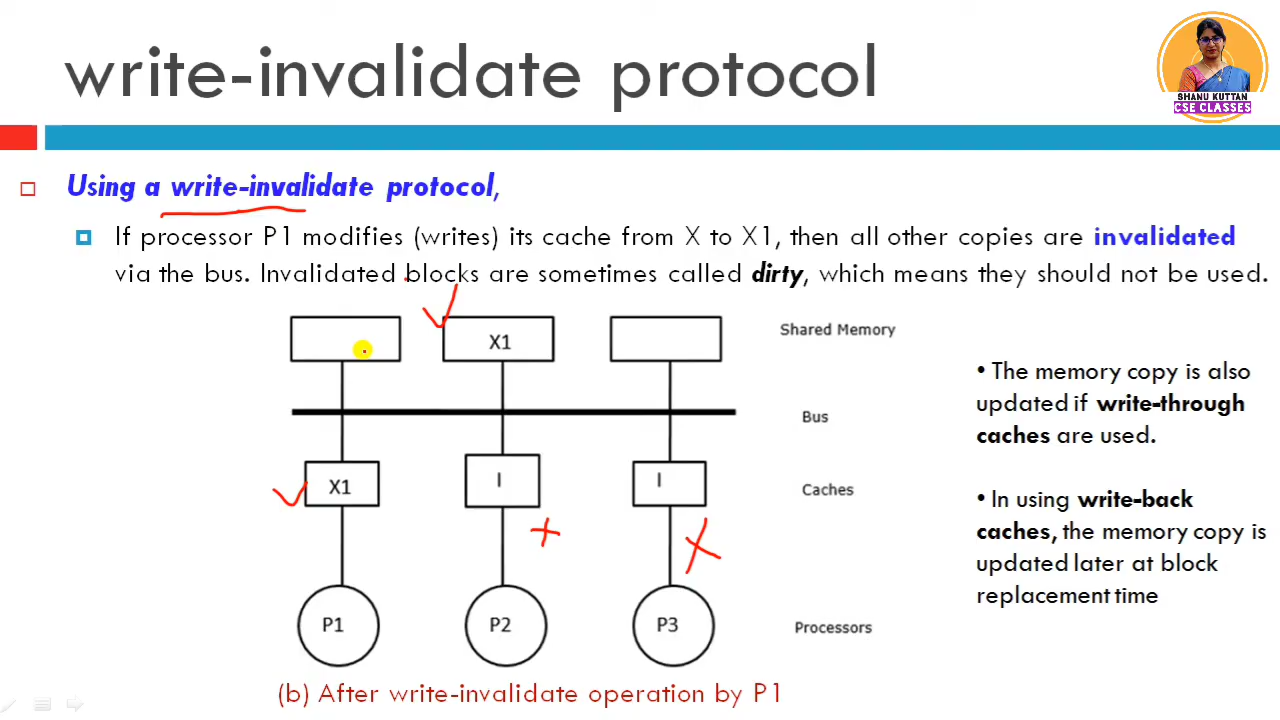 write-invalidate protocol
SHANU KUTTAN
CSE CLASSES
Using a write-invalidate protocol,
If processor P1 modifies (writes) its cache from X to X1, then all other copies are invalidated
via the bus. Invalidated blocks are sometimes called dirty, which means they should not be used.
X1
Shared Memory
Bus
X1
I
I
Caches
P1
P2
P3
Processors
(b) After write-invalidate operation by P1
• The memory copy is also
updated if write-through
caches are used.
• In using write-back
caches, the memory copy is
updated later at block
replacement time